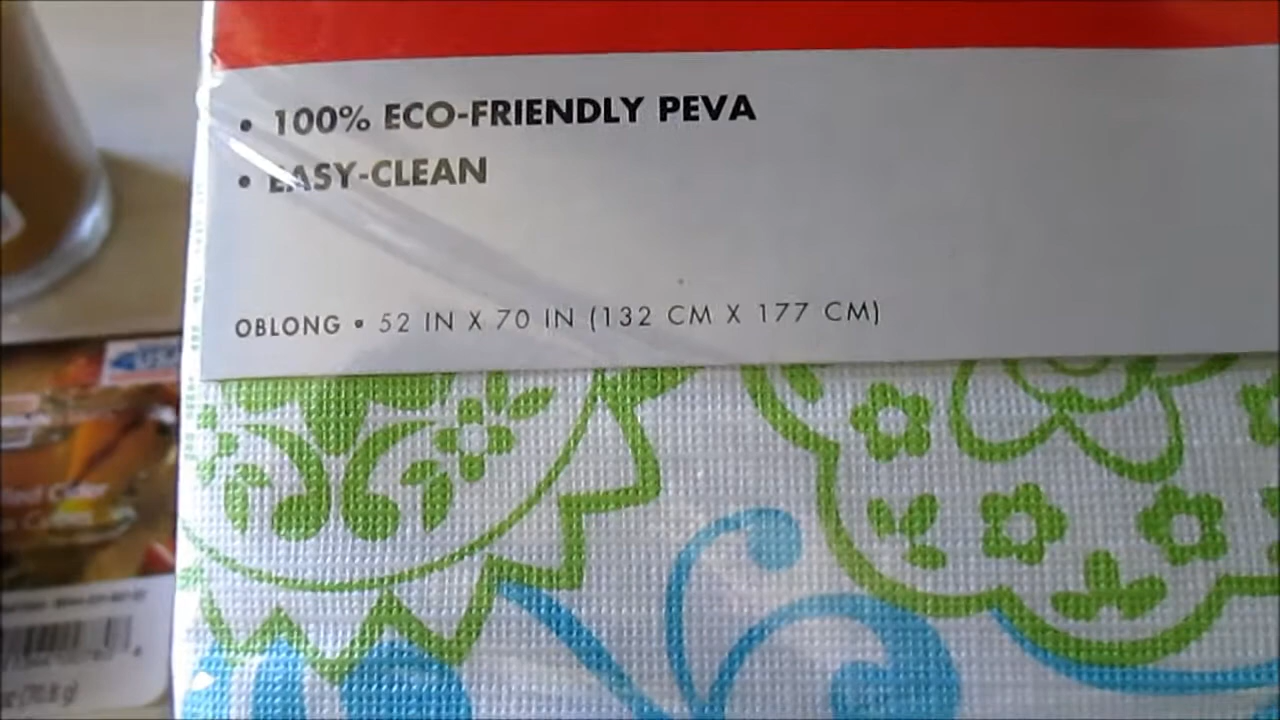 • 100% ECO-FRIENDLY PEVA
• EASY-CLEAN
OBLONG • 52 IN X 70 IN (132 CM X 177 CM)